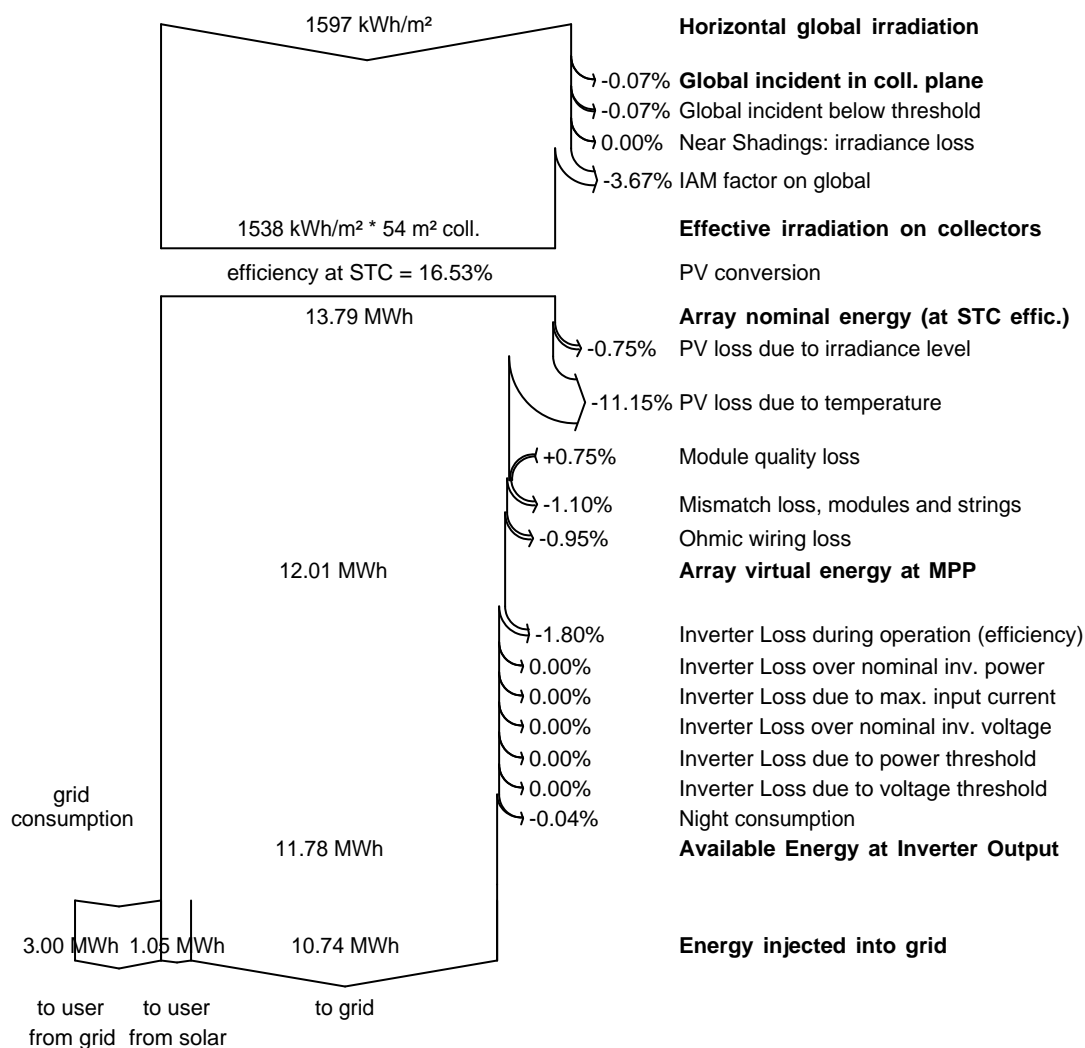 1597 kWh/m² Horizontal global irradiation
-0.07% Global incident in coll. plane
-0.07% Global incident below threshold
0.00% Near Shadings: irradiance loss
-3.67% IAM factor on global
1538 kWh/m² * 54 m² coll. Effective irradiation on collectors
efficiency at STC = 16.53% PV conversion
13.79 MWh Array nominal energy (at STC effic.)
-0.75% PV loss due to irradiance level
-11.15% PV loss due to temperature
+0.75% Module quality loss
-1.10% Mismatch loss, modules and strings
-0.95% Ohmic wiring loss
12.01 MWh Array virtual energy at MPP
-1.80% Inverter Loss during operation (efficiency)
0.00% Inverter Loss over nominal inv. power
0.00% Inverter Loss due to max. input current
0.00% Inverter Loss over nominal inv. voltage
0.00% Inverter Loss due to power threshold
0.00% Inverter Loss due to voltage threshold
grid
consumption
-0.04% Night consumption
11.78 MWh Available Energy at Inverter Output
3.00 MWh 1.05 MWh 10.74 MWh Energy injected into grid
to user to user to grid
from grid from solar